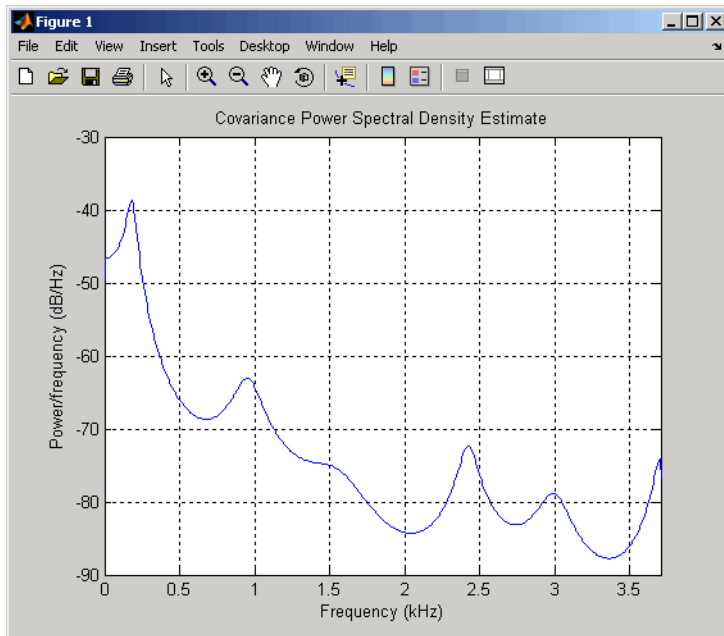 Figure 1
File Edit View Insert Tools Desktop Window Help
Covariance Power Spectral Density Estimate
Power/frequency (dB/Hz)
-30
-40
-50
-60
-70
-80
-90
0 0.5 1 1.5 2 2.5 3 3.5
Frequency (kHz)